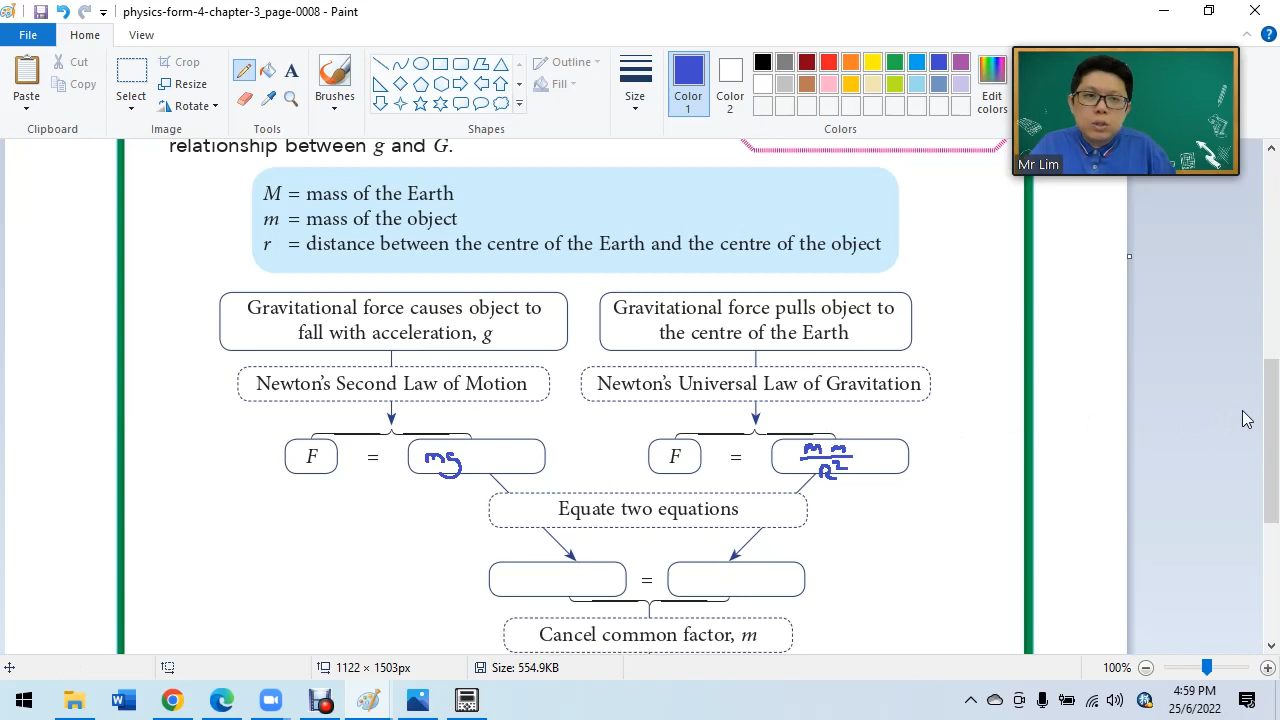 physics-form-4-chapter-3_page-0008 - Paint
File Home View
Paste Cut Copy Clipboard
Select Crop Resize Rotate Image
Tools
Brushes
Outline Fill Shapes
Size
Color 1 Color 2 Edit colors Colors
Mr Lim
relationship between g and G.
M = mass of the Earth
m = mass of the object
r = distance between the centre of the Earth and the centre of the object
Gravitational force causes object to
fall with acceleration, g
Gravitational force pulls object to
the centre of the Earth
Newton's Second Law of Motion
Newton's Universal Law of Gravitation
F = mg
F = M m
R²
Equate two equations
=
Cancel common factor, m
1122 × 1503px Size: 554.9KB 100%
4:59 PM
25/6/2022